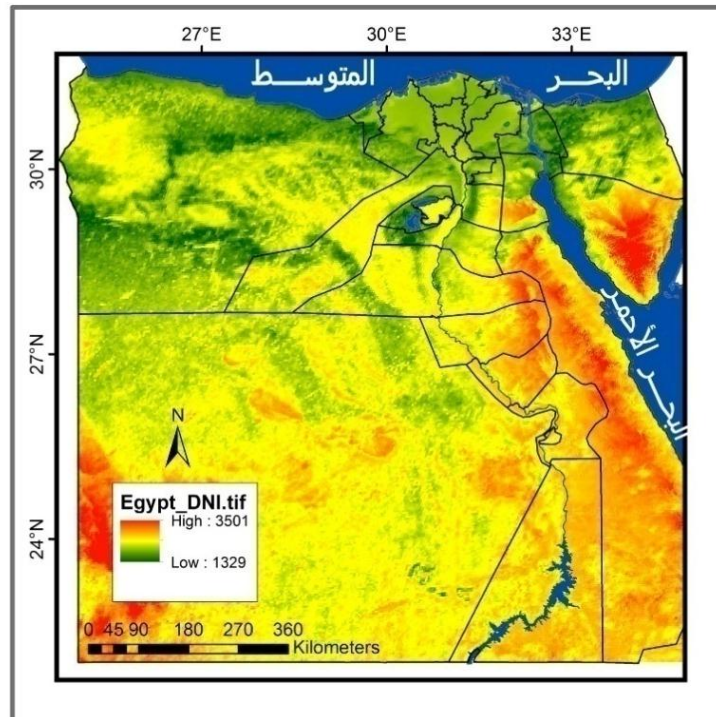 27°E 30°E 33°E
البحر المتوسط
30°N
27°N
24°N
البحر الأحمر
N
Egypt_DNI.tif
High : 3501
Low : 1329
0 45 90 180 270 360
Kilometers